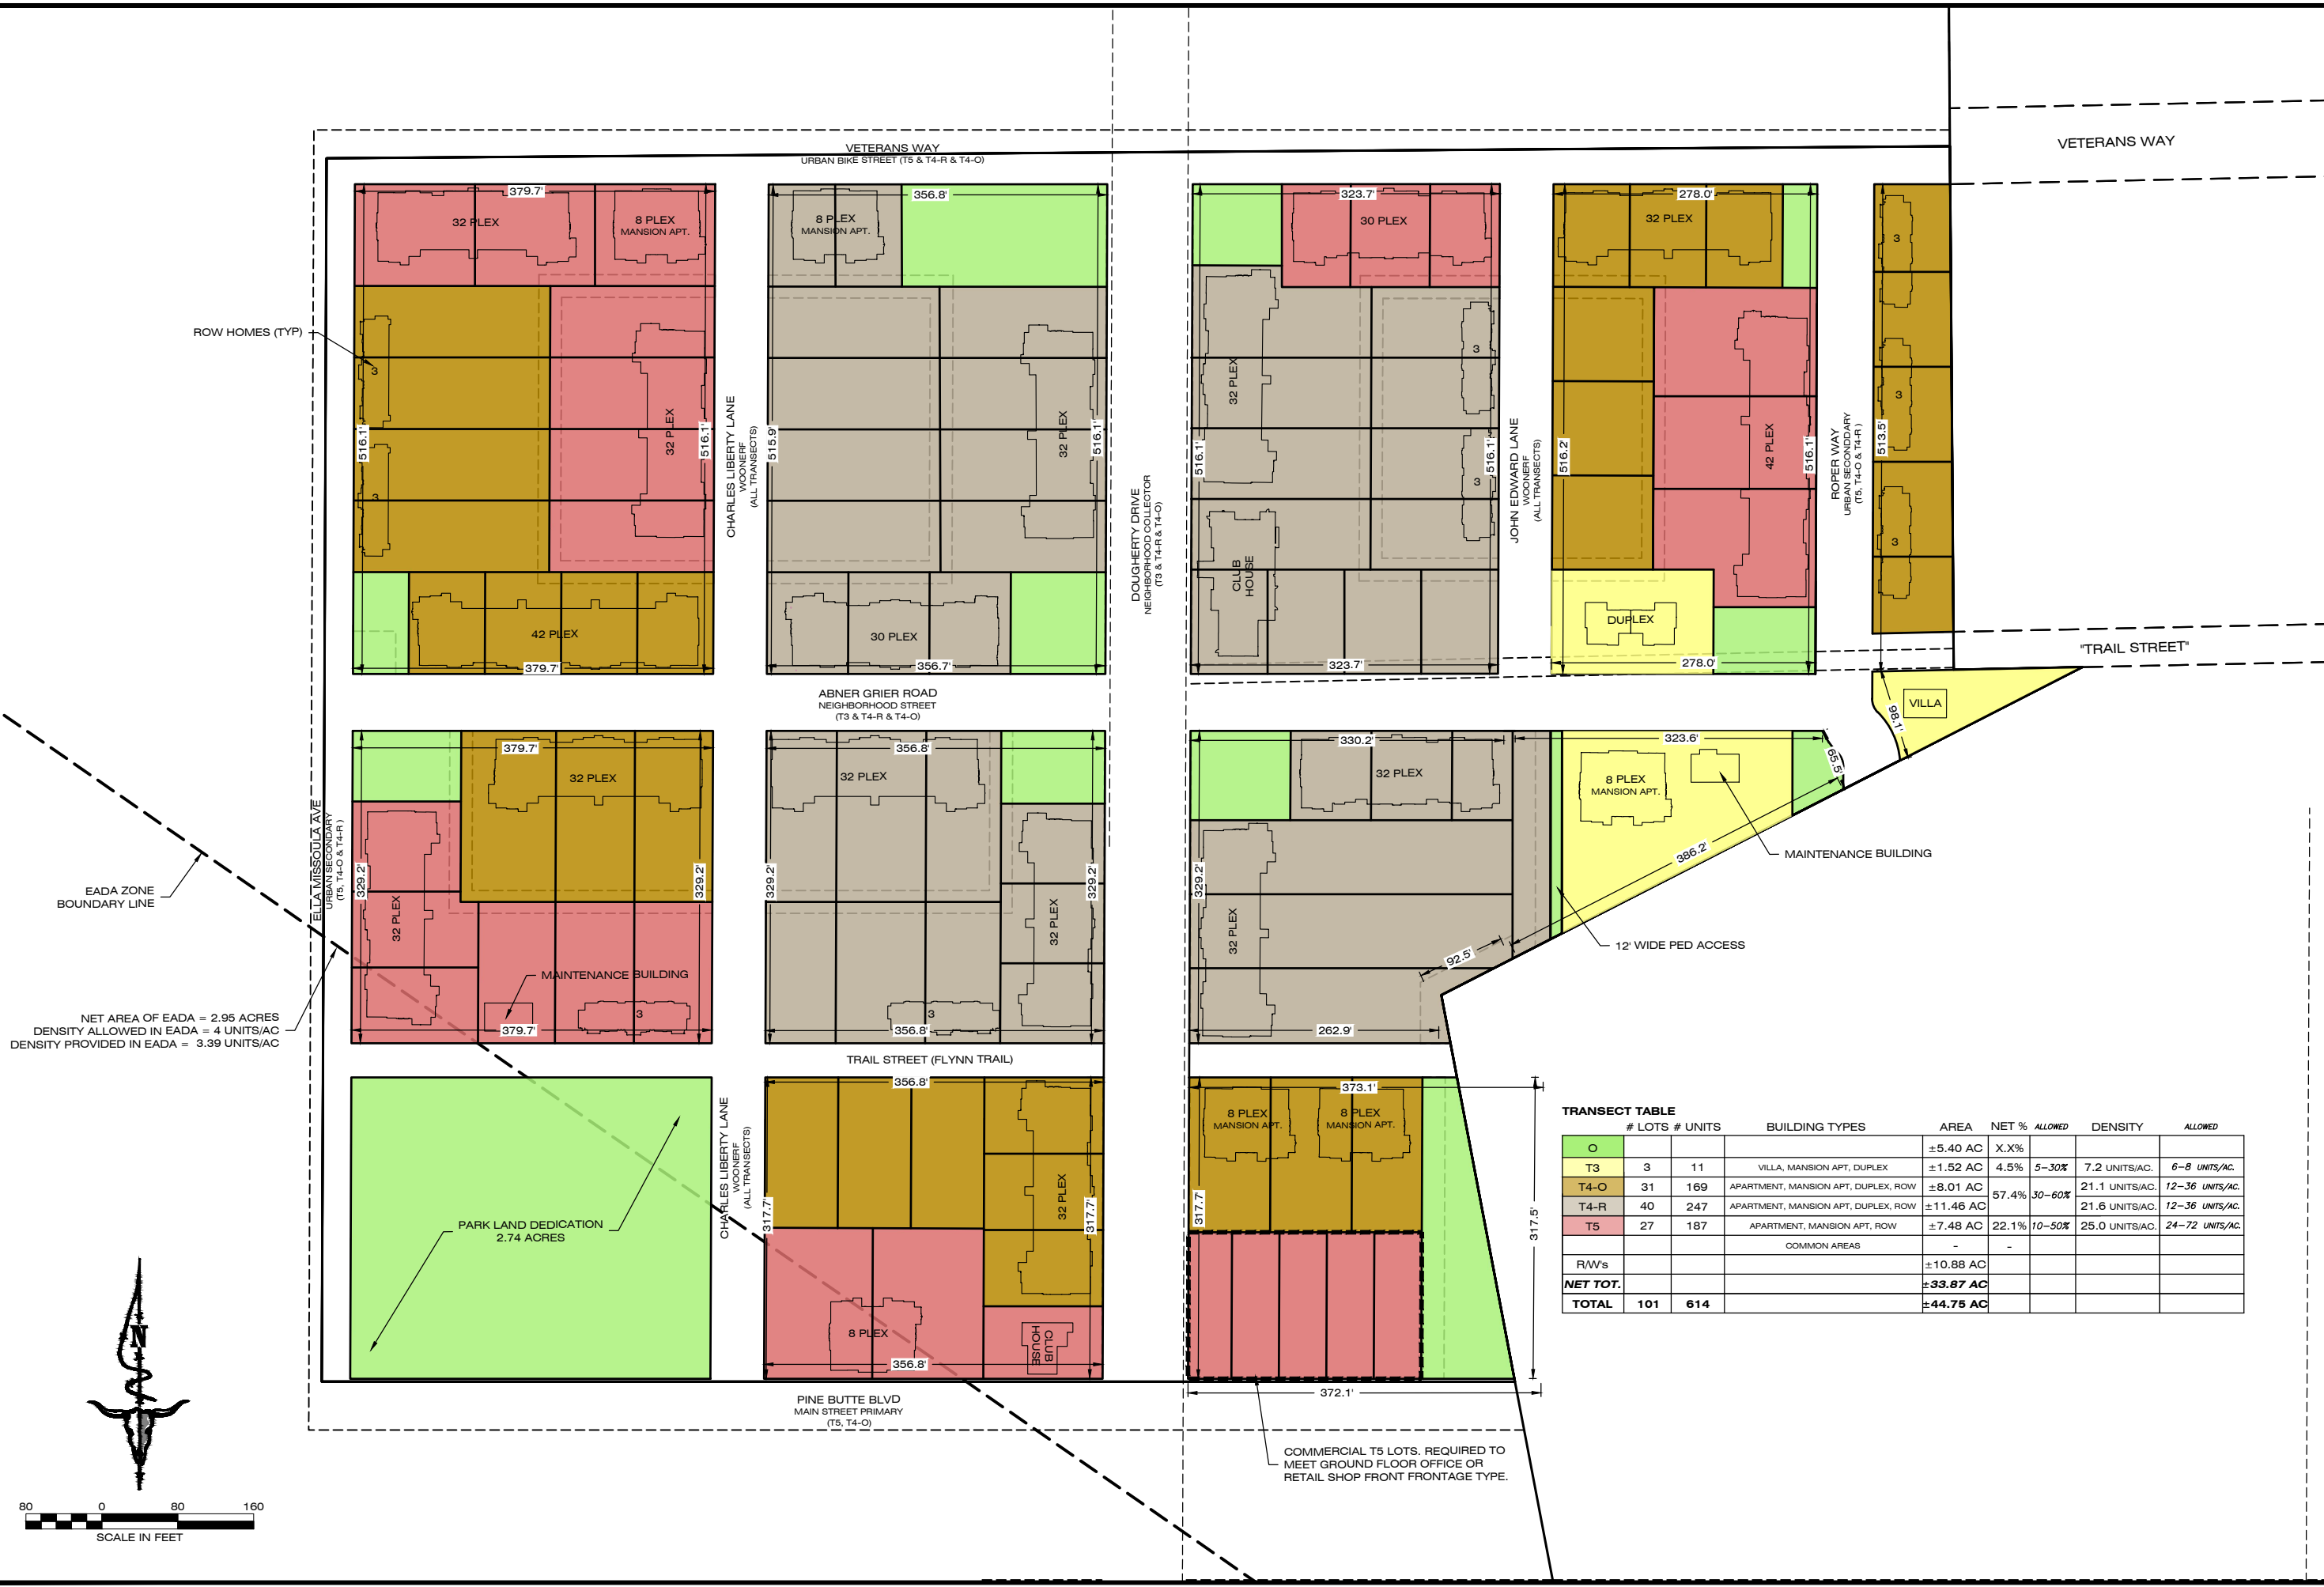 VETERANS WAY
URBAN BIKE STREET (T5 & T4-R & T4-O)
VETERANS WAY
379.7'
32 PLEX
8 PLEX
MANSION APT.
356.8'
8 PLEX
MANSION APT.
323.7'
30 PLEX
278.0'
32 PLEX
3
ROW HOMES (TYP)
3
3
516.1'
32 PLEX
516.1'
CHARLES LIBERTY LANE
WOONERF
(ALL TRANSECTS)
515.9'
32 PLEX
516.1'
DOUGHERTY DRIVE
NEIGHBORHOOD COLLECTOR
(T3 & T4-R & T4-O)
32 PLEX
516.1'
CLUB
HOUSE
3
3
516.1'
JOHN EDWARD LANE
WOONERF
(ALL TRANSECTS)
516.2'
42 PLEX
516.1'
ROPER WAY
URBAN SECONDDARY
(T5, T4-O & T4-R )
513.5'
3
3
42 PLEX
379.7'
30 PLEX
356.7'
323.7'
DUPLEX
278.0'
"TRAIL STREET"
ABNER GRIER ROAD
NEIGHBORHOOD STREET
(T3 & T4-R & T4-O)
VILLA
98.1'
379.7'
32 PLEX
356.8'
32 PLEX
330.2'
32 PLEX
323.6'
65.5'
8 PLEX
MANSION APT.
MAINTENANCE BUILDING
386.2'
12' WIDE PED ACCESS
92.5'
EADA ZONE
BOUNDARY LINE
ELLA MISSOULA AVE
URBAN SECONDARY
(T5, T4-O & T4-R )
329.2'
32 PLEX
329.2'
329.2'
32 PLEX
329.2'
329.2'
32 PLEX
MAINTENANCE BUILDING
3
379.7'
3
356.8'
262.9'
NET AREA OF EADA = 2.95 ACRES
DENSITY ALLOWED IN EADA = 4 UNITS/AC
DENSITY PROVIDED IN EADA = 3.39 UNITS/AC
TRAIL STREET (FLYNN TRAIL)
356.8'
373.1'
8 PLEX
MANSION APT.
8 PLEX
MANSION APT.
CHARLES LIBERTY LANE
WOONERF
(ALL TRANSECTS)
317.7'
32 PLEX
317.7'
317.7'
317.5'
PARK LAND DEDICATION
2.74 ACRES
8 PLEX
CLUB
HOUSE
356.8'
372.1'
PINE BUTTE BLVD
MAIN STREET PRIMARY
(T5, T4-O)
COMMERCIAL T5 LOTS. REQUIRED TO
MEET GROUND FLOOR OFFICE OR
RETAIL SHOP FRONT FRONTAGE TYPE.
TRANSECT TABLE
# LOTS # UNITS BUILDING TYPES AREA NET % ALLOWED DENSITY ALLOWED
O ±5.40 AC X.X%
T3 3 11 VILLA, MANSION APT, DUPLEX ±1.52 AC 4.5% 5-30% 7.2 UNITS/AC. 6-8 UNITS/AC.
T4-O 31 169 APARTMENT, MANSION APT, DUPLEX, ROW ±8.01 AC 57.4% 30-60% 21.1 UNITS/AC. 12-36 UNITS/AC.
T4-R 40 247 APARTMENT, MANSION APT, DUPLEX, ROW ±11.46 AC 21.6 UNITS/AC. 12-36 UNITS/AC.
T5 27 187 APARTMENT, MANSION APT, ROW ±7.48 AC 22.1% 10-50% 25.0 UNITS/AC. 24-72 UNITS/AC.
COMMON AREAS - -
R/W's ±10.88 AC
NET TOT. ±33.87 AC
TOTAL 101 614 ±44.75 AC
N
80 0 80 160
SCALE IN FEET